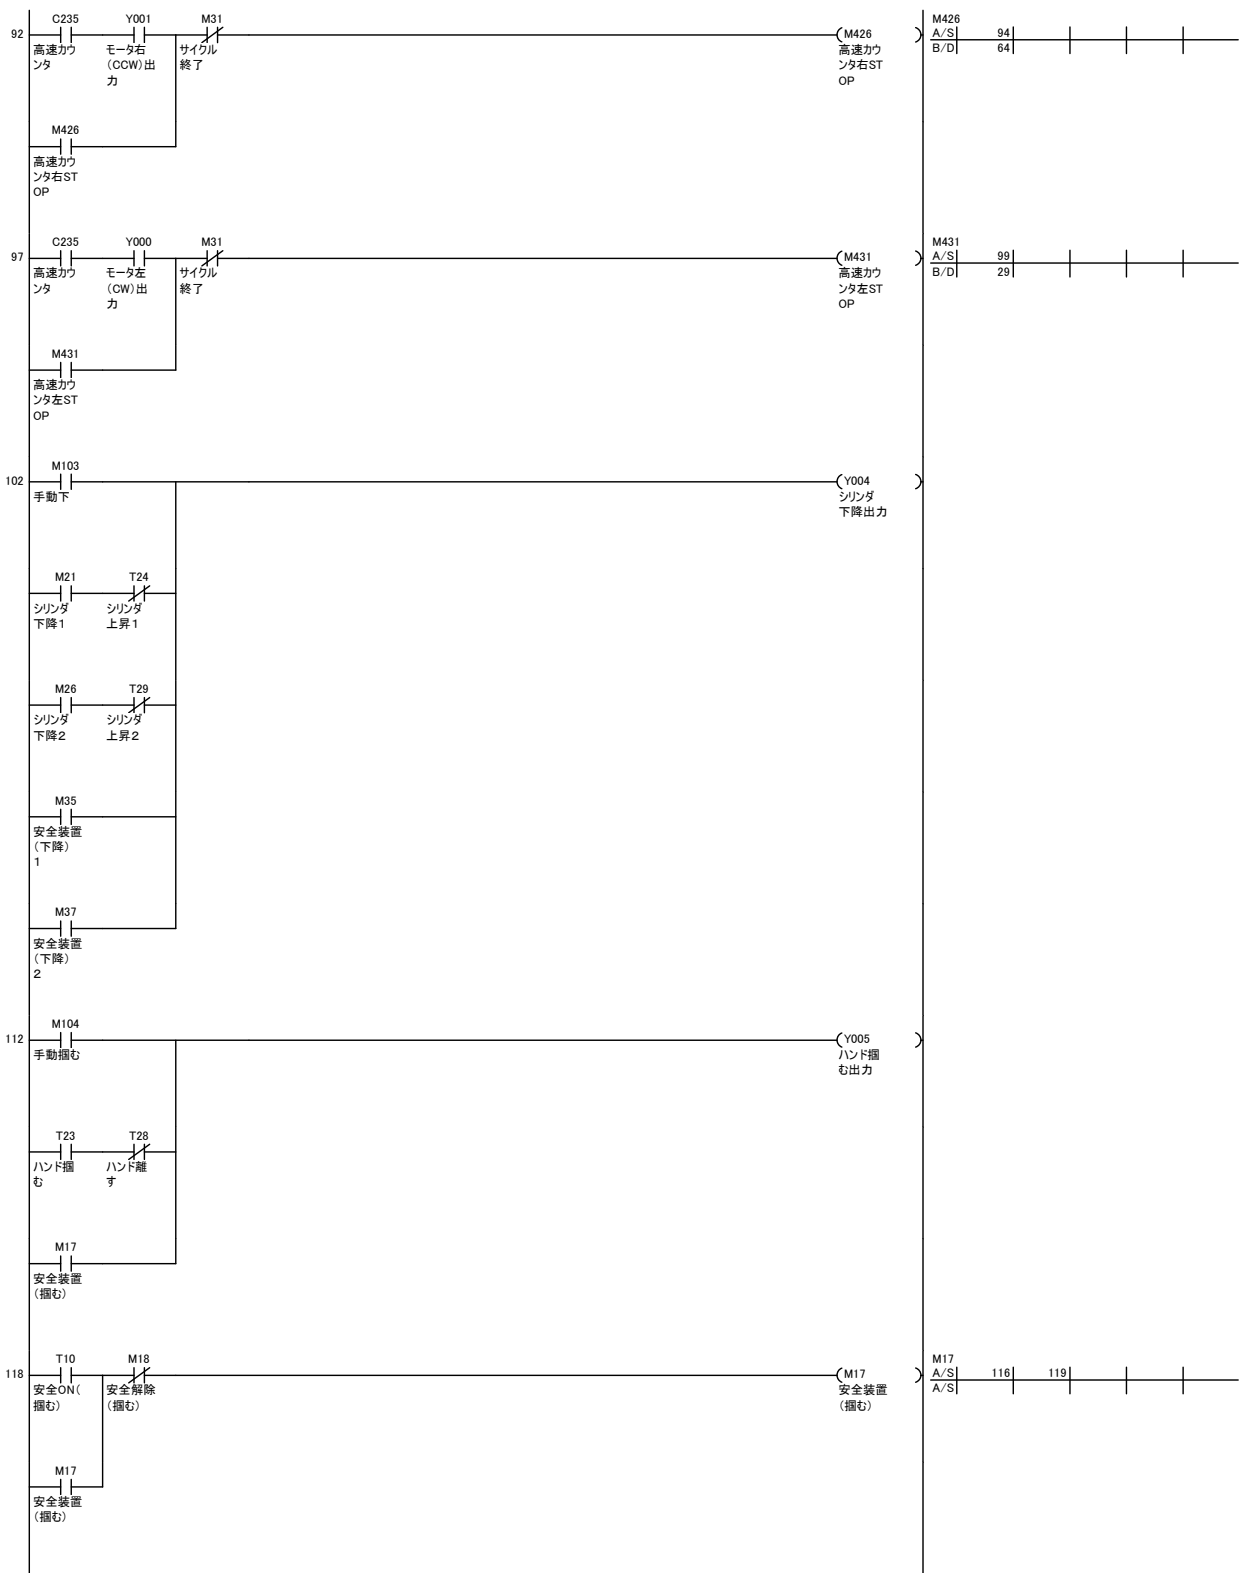 C235 Y001 M31 M426
92 (M426 ) A/S 94
高速カウ モータ右 サイクル 高速カウ B/D 64
ンタ (CCW)出 終了 ンタ右ST
力 OP
M426
高速カウ
ンタ右ST
OP
C235 Y000 M31 M431
97 (M431 ) A/S 99
高速カウ モータ左 サイクル 高速カウ B/D 29
ンタ (CW)出 終了 ンタ左ST
力 OP
M431
高速カウ
ンタ左ST
OP
M103
102 (Y004 )
手動下 シリンダ
下降出力
M21 T24
シリンダ シリンダ
下降1 上昇1
M26 T29
シリンダ シリンダ
下降2 上昇2
M35
安全装置
(下降)
1
M37
安全装置
(下降)
2
M104
112 (Y005 )
手動掴む ハンド掴
む出力
T23 T28
ハンド掴 ハンド離
む す
M17
安全装置
(掴む)
T10 M18 M17
118 (M17 ) A/S 116 119
安全ON( 安全解除 安全装置 A/S
掴む) (掴む) (掴む)
M17
安全装置
(掴む)